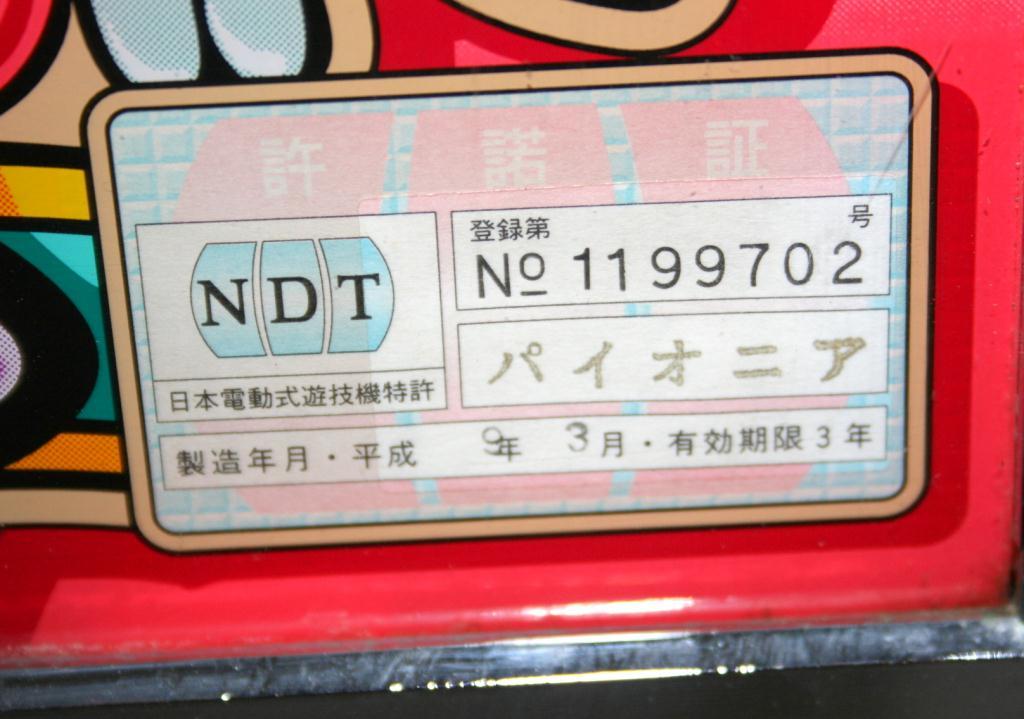 許諾証
登録第 号
NDT
No 1199702
パイオニア
日本電動式遊技機特許
製造年月・平成 9年 3月・有効期限3年